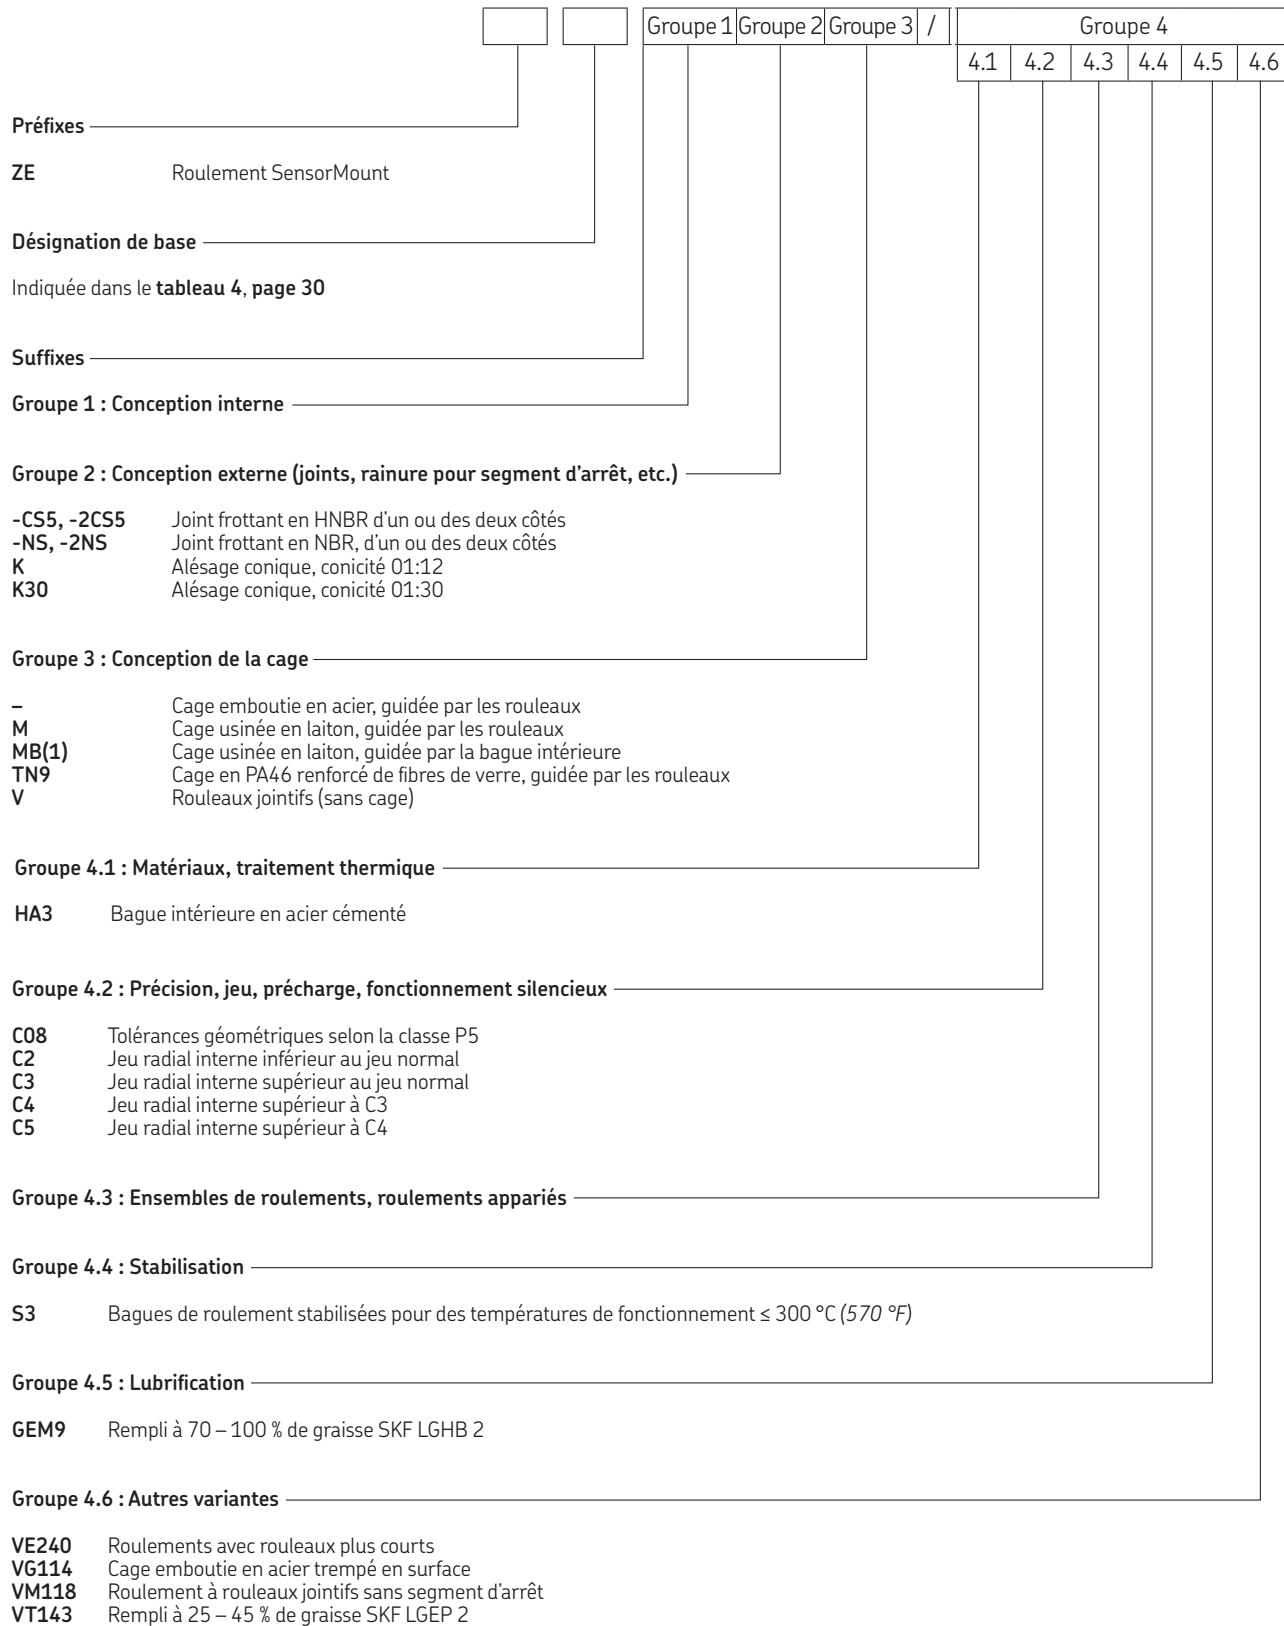 Groupe 1 Groupe 2 Groupe 3 / Groupe 4
4.1 4.2 4.3 4.4 4.5 4.6
Préfixes
ZE Roulement SensorMount
Désignation de base
Indiquée dans le tableau 4, page 30
Suffixes
Groupe 1 : Conception interne
Groupe 2 : Conception externe (joints, rainure pour segment d’arrêt, etc.)
-CS5, -2CS5 Joint frottant en HNBR d’un ou des deux côtés
-NS, -2NS Joint frottant en NBR, d’un ou des deux côtés
K Alésage conique, conicité 01:12
K30 Alésage conique, conicité 01:30
Groupe 3 : Conception de la cage
– Cage emboutie en acier, guidée par les rouleaux
M Cage usinée en laiton, guidée par les rouleaux
MB(1) Cage usinée en laiton, guidée par la bague intérieure
TN9 Cage en PA46 renforcé de fibres de verre, guidée par les rouleaux
V Rouleaux jointifs (sans cage)
Groupe 4.1 : Matériaux, traitement thermique
HA3 Bague intérieure en acier cémenté
Groupe 4.2 : Précision, jeu, précharge, fonctionnement silencieux
C08 Tolérances géométriques selon la classe P5
C2 Jeu radial interne inférieur au jeu normal
C3 Jeu radial interne supérieur au jeu normal
C4 Jeu radial interne supérieur à C3
C5 Jeu radial interne supérieur à C4
Groupe 4.3 : Ensembles de roulements, roulements appariés
Groupe 4.4 : Stabilisation
S3 Bagues de roulement stabilisées pour des températures de fonctionnement ≤ 300 °C (570 °F)
Groupe 4.5 : Lubrification
GEM9 Rempli à 70 – 100 % de graisse SKF LGHB 2
Groupe 4.6 : Autres variantes
VE240 Roulements avec rouleaux plus courts
VG114 Cage emboutie en acier trempé en surface
VM118 Roulement à rouleaux jointifs sans segment d’arrêt
VT143 Rempli à 25 – 45 % de graisse SKF LGEP 2